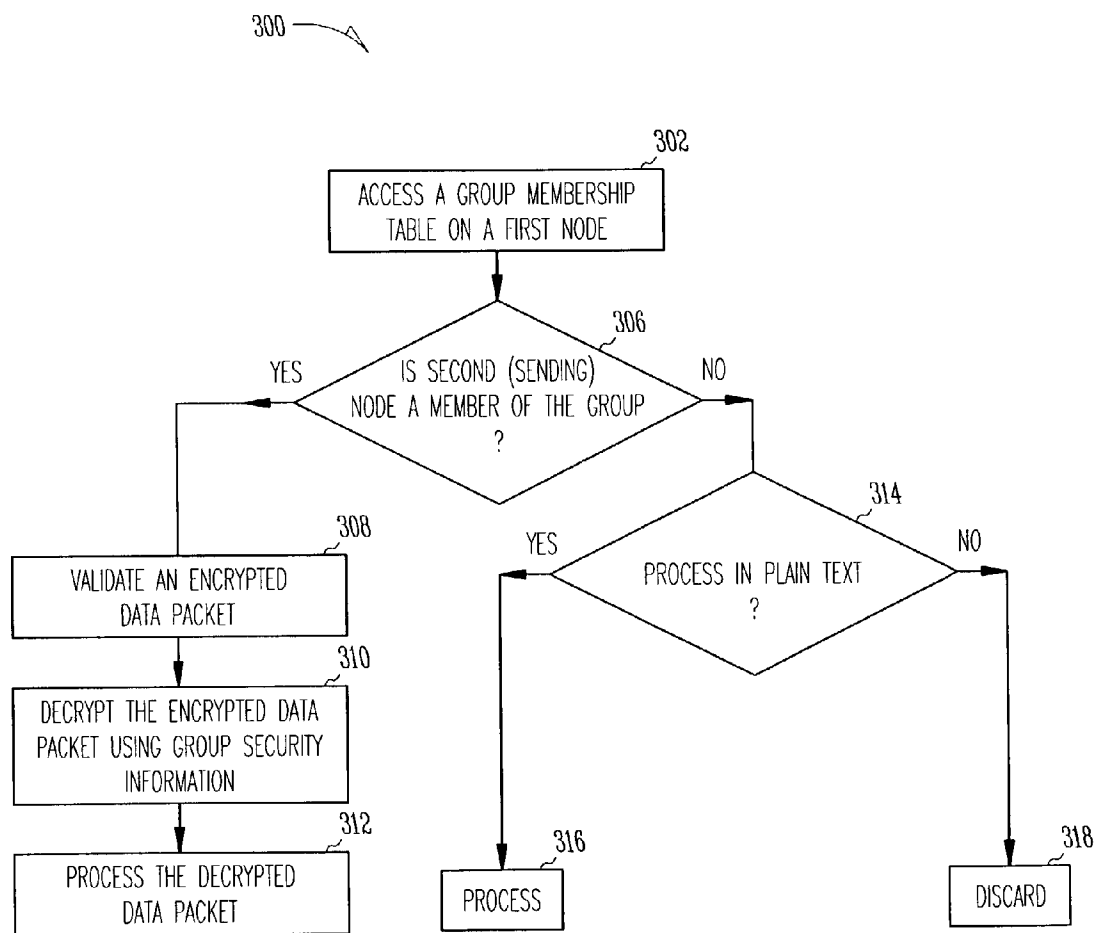 300
302
ACCESS A GROUP MEMBERSHIP
TABLE ON A FIRST NODE
306
IS SECOND (SENDING)
NODE A MEMBER OF THE GROUP
?
YES
NO
314
PROCESS IN PLAIN TEXT
?
YES
NO
308
VALIDATE AN ENCRYPTED
DATA PACKET
310
DECRYPT THE ENCRYPTED DATA
PACKET USING GROUP SECURITY
INFORMATION
312
PROCESS THE DECRYPTED
DATA PACKET
316
PROCESS
318
DISCARD